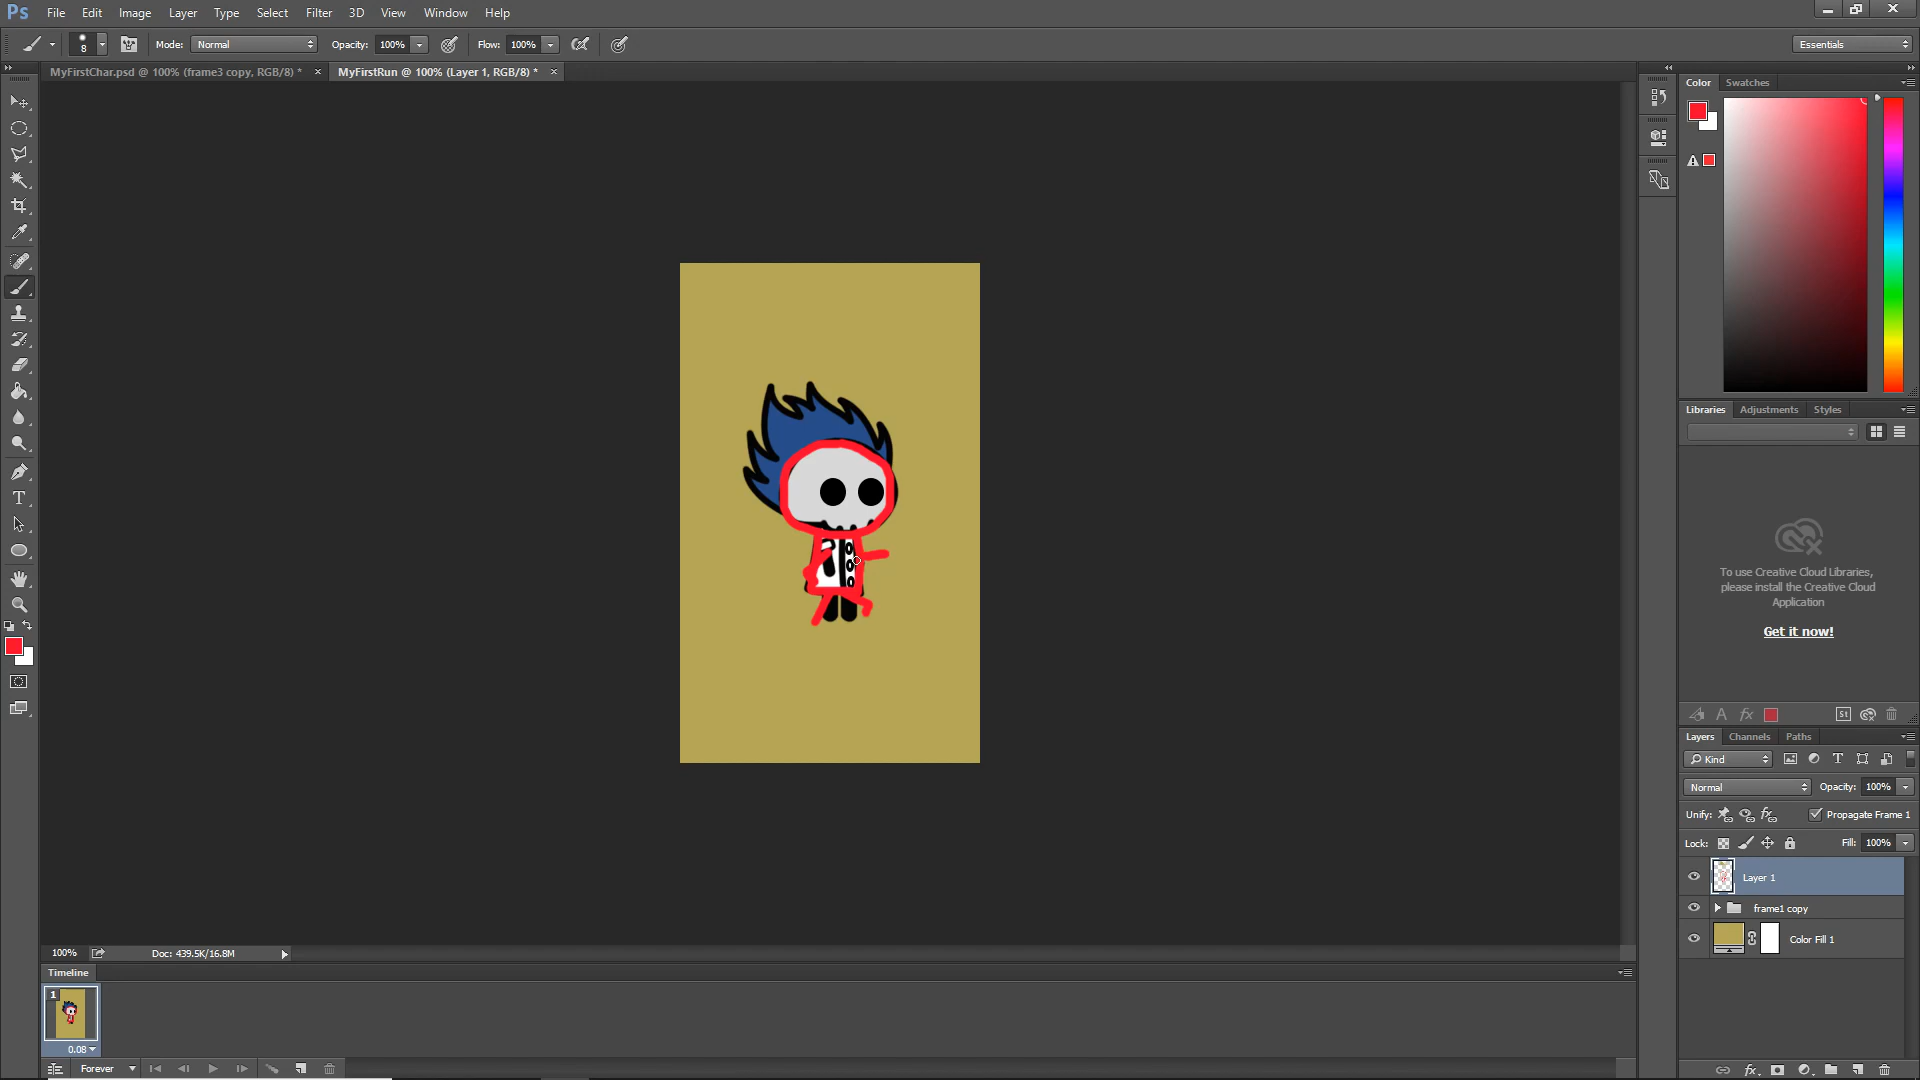 Ps File Edit Image Layer Type Select Filter 3D View Window Help
8 Mode: Normal Opacity: 100% Flow: 100% Essentials
MyFirstChar.psd @ 100% (frame3 copy, RGB/8) * × MyFirstRun @ 100% (Layer 1, RGB/8) * ×
Color Swatches
Libraries Adjustments Styles
To use Creative Cloud Libraries,
please install the Creative Cloud
Application
Get it now!
T
A fx St
Layers Channels Paths
Kind T
Normal Opacity: 100%
Unify: Propagate Frame 1
Lock: Fill: 100%
Layer 1
frame1 copy
Color Fill 1
fx
100% Doc: 439.5K/16.8M
Timeline
1
0.08
Forever